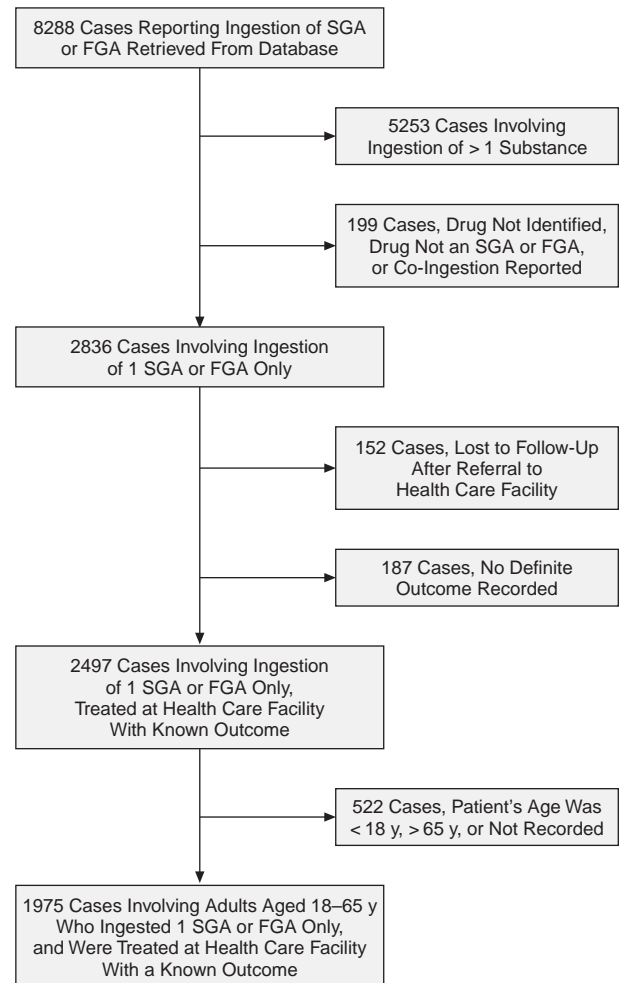 8288 Cases Reporting Ingestion of SGA
or FGA Retrieved From Database
5253 Cases Involving
Ingestion of > 1 Substance
199 Cases, Drug Not Identified,
Drug Not an SGA or FGA,
or Co-Ingestion Reported
2836 Cases Involving Ingestion
of 1 SGA or FGA Only
152 Cases, Lost to Follow-Up
After Referral to
Health Care Facility
187 Cases, No Definite
Outcome Recorded
2497 Cases Involving Ingestion
of 1 SGA or FGA Only,
Treated at Health Care Facility
With Known Outcome
522 Cases, Patient’s Age Was
< 18 y, > 65 y, or Not Recorded
1975 Cases Involving Adults Aged 18–65 y
Who Ingested 1 SGA or FGA Only,
and Were Treated at Health Care Facility
With a Known Outcome